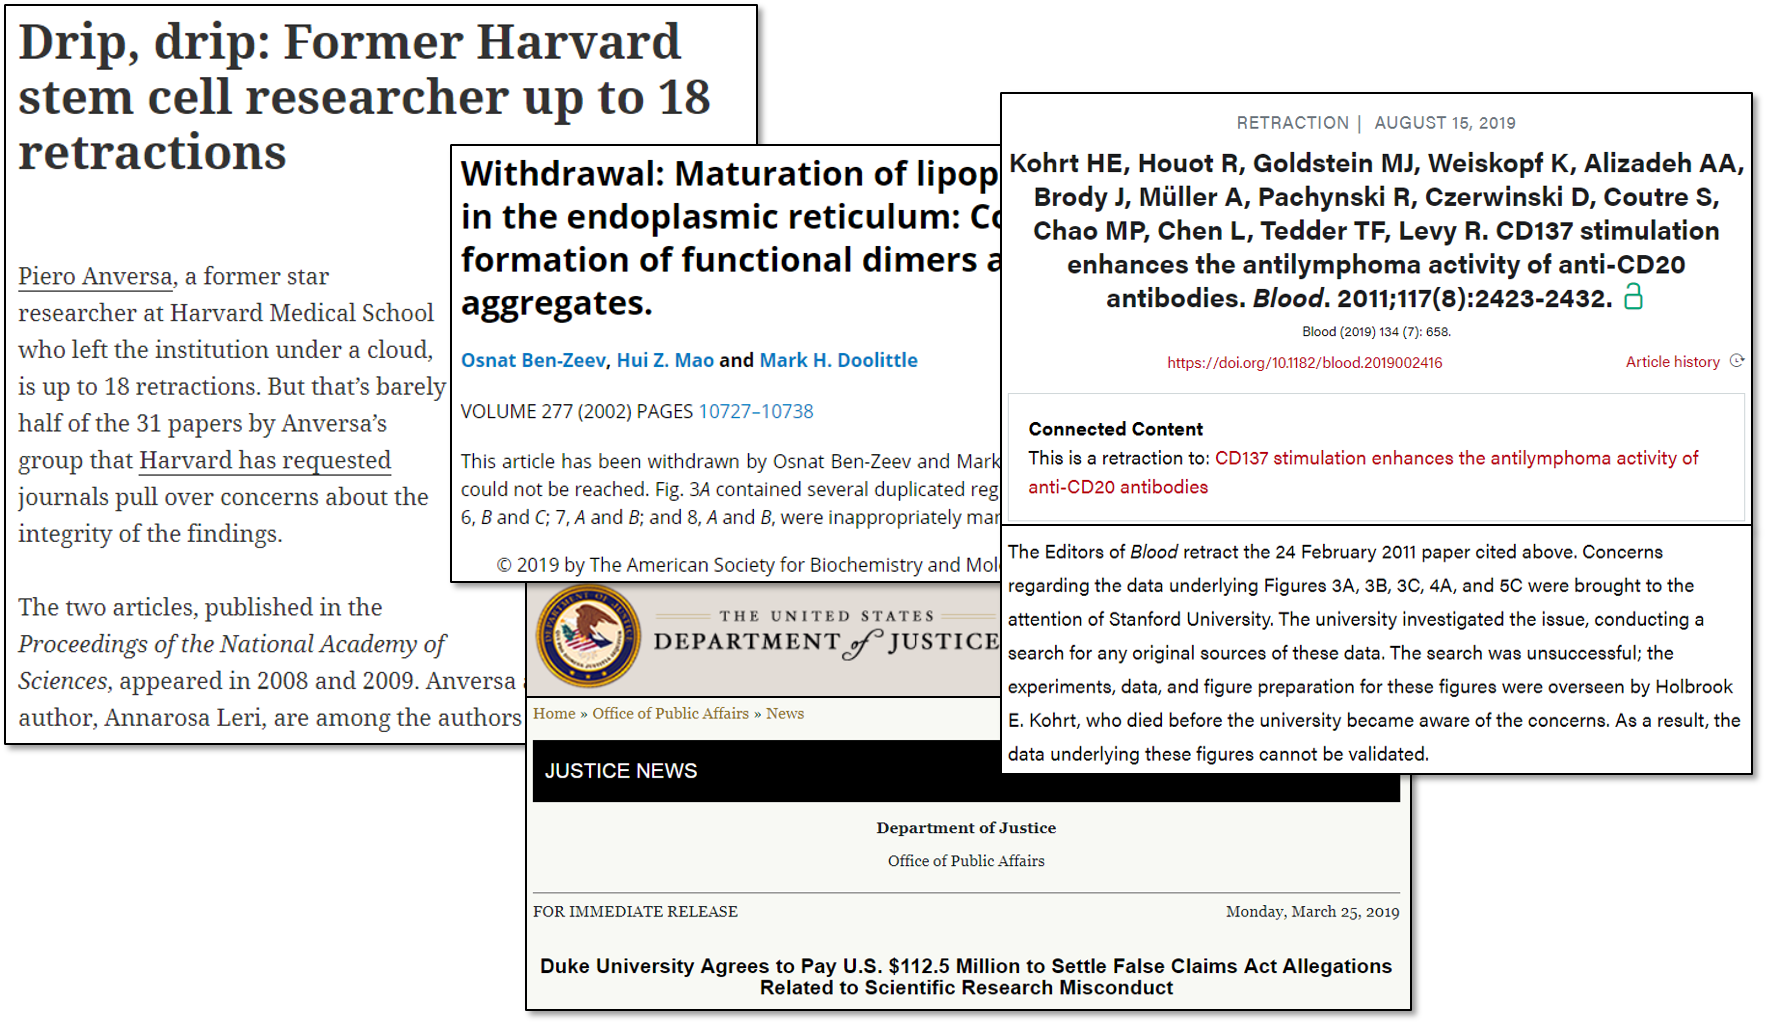 Drip, drip: Former Harvard
stem cell researcher up to 18
retractions
Piero Anversa, a former star
researcher at Harvard Medical School
who left the institution under a cloud,
is up to 18 retractions. But that’s barely
half of the 31 papers by Anversa’s
group that Harvard has requested
journals pull over concerns about the
integrity of the findings.
The two articles, published in the
Proceedings of the National Academy of
Sciences, appeared in 2008 and 2009. Anversa
author, Annarosa Leri, are among the authors
Withdrawal: Maturation of lipop
in the endoplasmic reticulum: Co
formation of functional dimers a
aggregates.
Osnat Ben-Zeev, Hui Z. Mao and Mark H. Doolittle
VOLUME 277 (2002) PAGES 10727–10738
This article has been withdrawn by Osnat Ben-Zeev and Mark
could not be reached. Fig. 3A contained several duplicated reg
6, B and C; 7, A and B; and 8, A and B, were inappropriately man
© 2019 by The American Society for Biochemistry and Mol
RETRACTION | AUGUST 15, 2019
Kohrt HE, Houot R, Goldstein MJ, Weiskopf K, Alizadeh AA,
Brody J, Müller A, Pachynski R, Czerwinski D, Coutre S,
Chao MP, Chen L, Tedder TF, Levy R. CD137 stimulation
enhances the antilymphoma activity of anti-CD20
antibodies. Blood. 2011;117(8):2423-2432.
Blood (2019) 134 (7): 658.
https://doi.org/10.1182/blood.2019002416 Article history
Connected Content
This is a retraction to: CD137 stimulation enhances the antilymphoma activity of
anti-CD20 antibodies
The Editors of Blood retract the 24 February 2011 paper cited above. Concerns
regarding the data underlying Figures 3A, 3B, 3C, 4A, and 5C were brought to the
attention of Stanford University. The university investigated the issue, conducting a
search for any original sources of these data. The search was unsuccessful; the
experiments, data, and figure preparation for these figures were overseen by Holbrook
E. Kohrt, who died before the university became aware of the concerns. As a result, the
data underlying these figures cannot be validated.
THE UNITED STATES
DEPARTMENT of JUSTICE
Home » Office of Public Affairs » News
JUSTICE NEWS
Department of Justice
Office of Public Affairs
FOR IMMEDIATE RELEASE Monday, March 25, 2019
Duke University Agrees to Pay U.S. $112.5 Million to Settle False Claims Act Allegations
Related to Scientific Research Misconduct